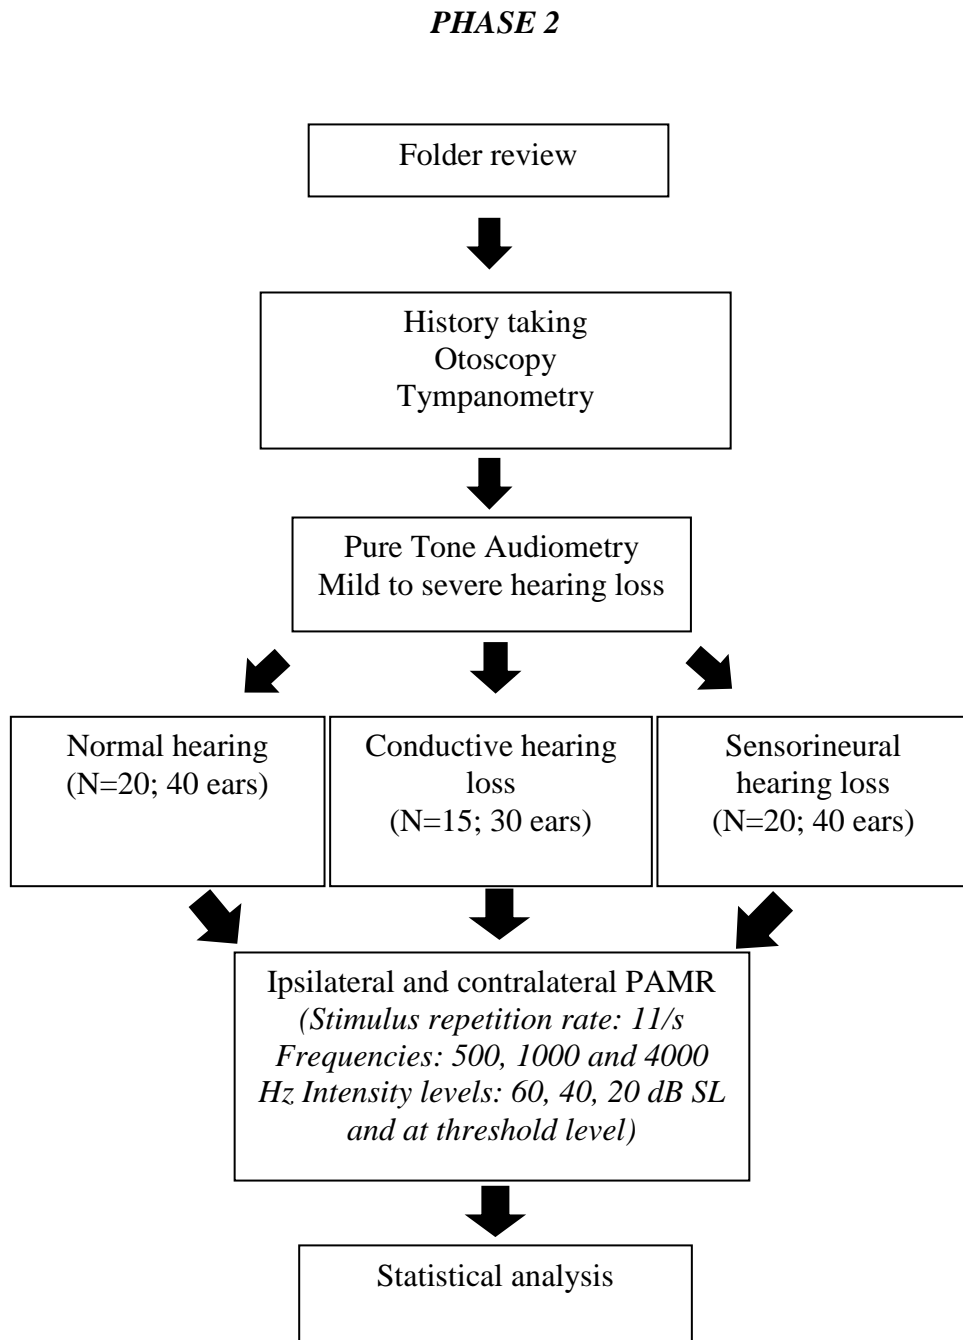 PHASE 2
Folder review
History taking
Otoscopy
Tympanometry
Pure Tone Audiometry
Mild to severe hearing loss
Normal hearing
(N=20; 40 ears)
Conductive hearing
loss
(N=15; 30 ears)
Sensorineural
hearing loss
(N=20; 40 ears)
Ipsilateral and contralateral PAMR
(Stimulus repetition rate: 11/s
Frequencies: 500, 1000 and 4000
Hz Intensity levels: 60, 40, 20 dB SL
and at threshold level)
Statistical analysis